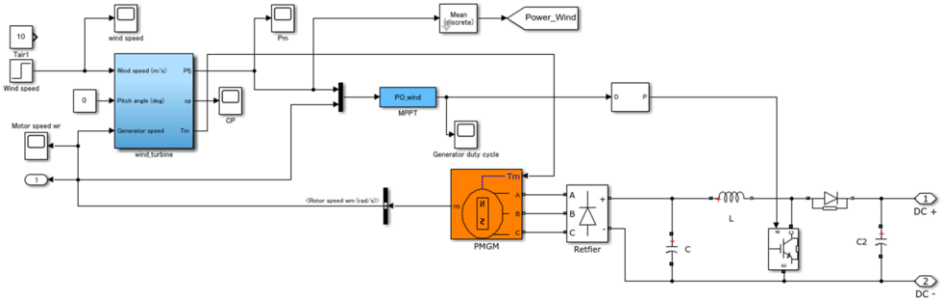 Mean
(discrete)
Power_Wind
10
Tair1
wind speed
Pm
Wind speed
Wind speed (m/s)
Pitch angle (deg)
Generator speed
cp
Tm
0
CP
wind_turbine
PO_wind
MPPT
D
P
Generator duty cycle
Motor speed wr
1
<Rotor speed wm (rad/s)>
Tm
m
N
S
A
B
C
PMGM
A
B
C
+
-
Retfier
C
L
C2
1
DC +
2
DC -